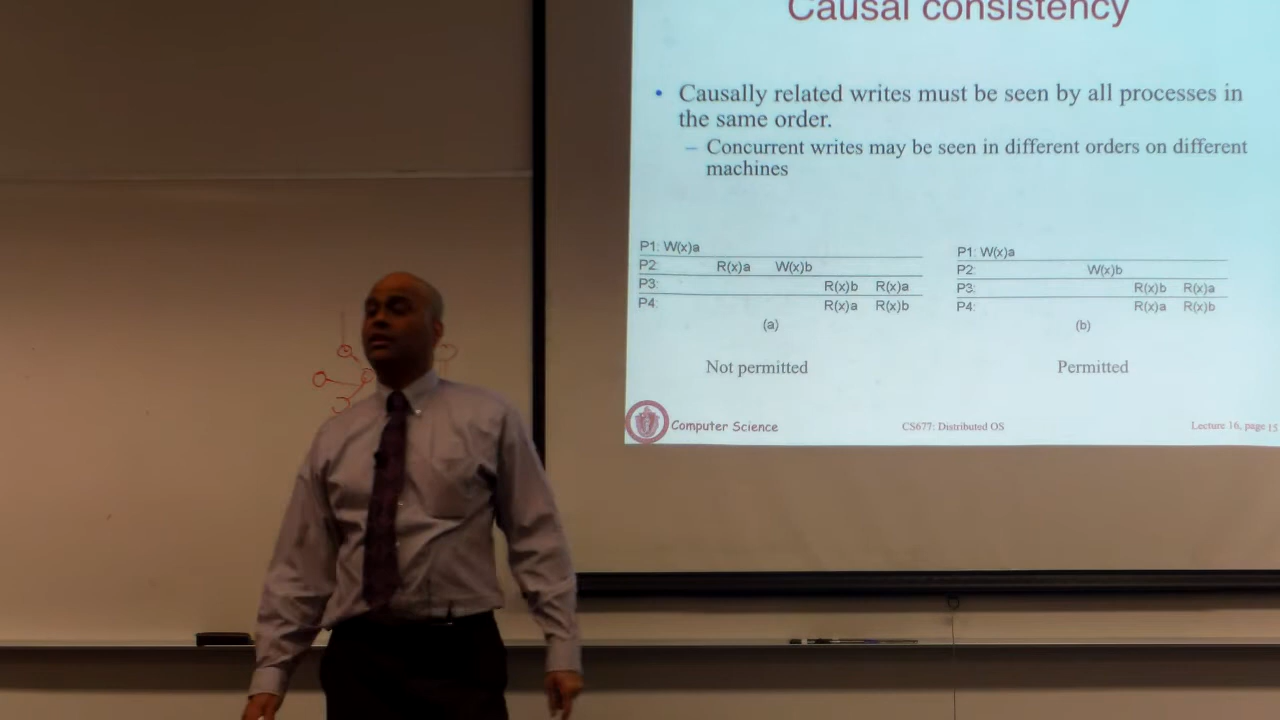 Causal consistency
• Causally related writes must be seen by all processes in
the same order.
– Concurrent writes may be seen in different orders on different
machines
P1: W(x)a
P2: R(x)a W(x)b
P3: R(x)b R(x)a
P4: R(x)a R(x)b
(a)
Not permitted
P1: W(x)a
P2: W(x)b
P3: R(x)b R(x)a
P4: R(x)a R(x)b
(b)
Permitted
Computer Science
CS677: Distributed OS
Lecture 16, page 15